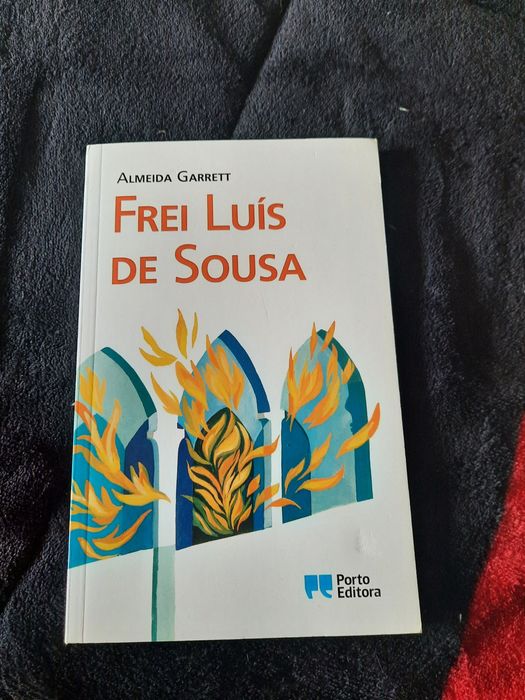 ALMEIDA GARRETT
FREI LUÍS
DE SOUSA
Porto
Editora